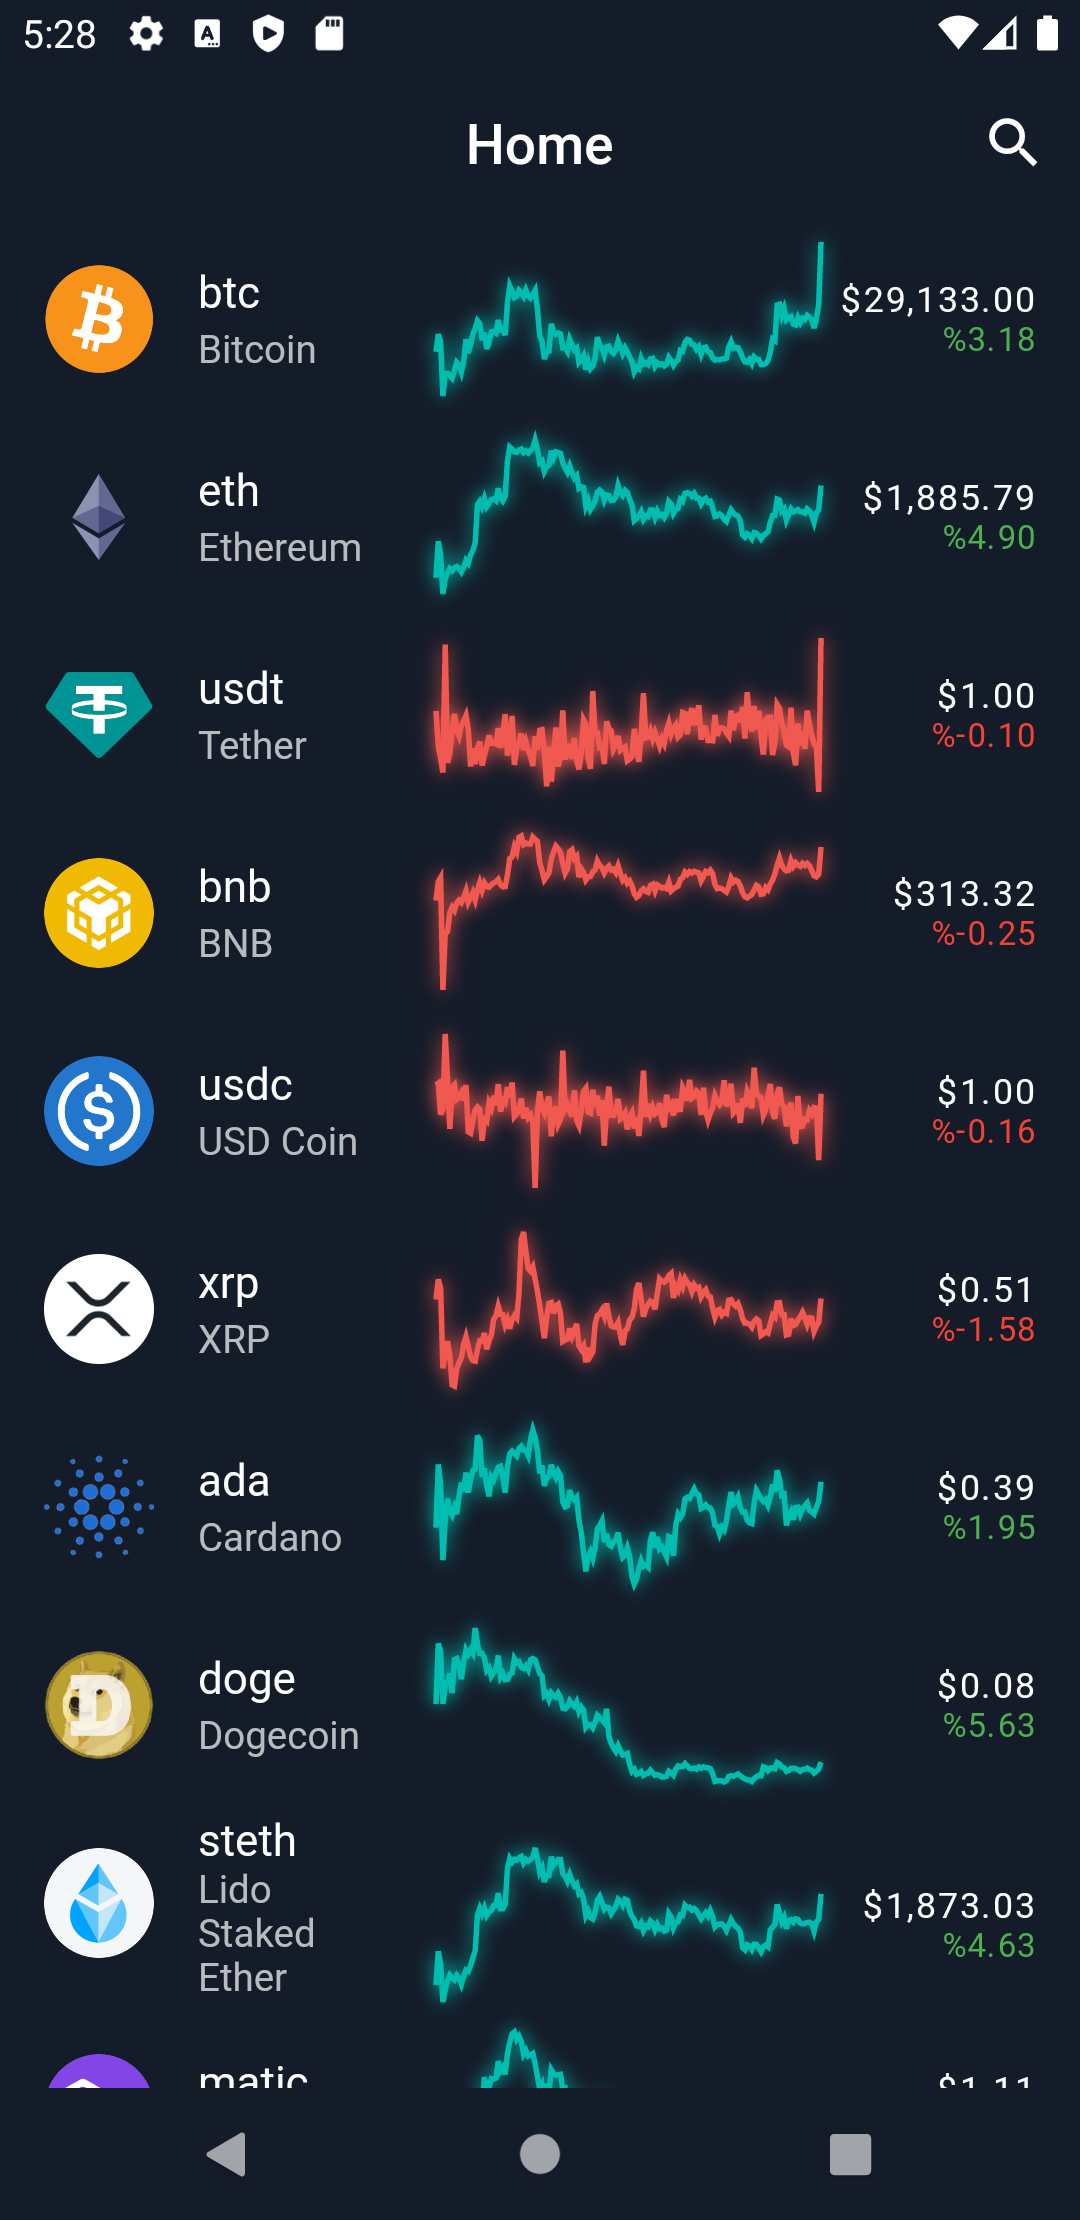 5:28
Home
btc
Bitcoin
$29,133.00
%3.18
eth
Ethereum
$1,885.79
%4.90
usdt
Tether
$1.00
%-0.10
bnb
BNB
$313.32
%-0.25
usdc
USD Coin
$1.00
%-0.16
xrp
XRP
$0.51
%-1.58
ada
Cardano
$0.39
%1.95
doge
Dogecoin
$0.08
%5.63
steth
Lido
Staked
Ether
$1,873.03
%4.63
matic
$1.11